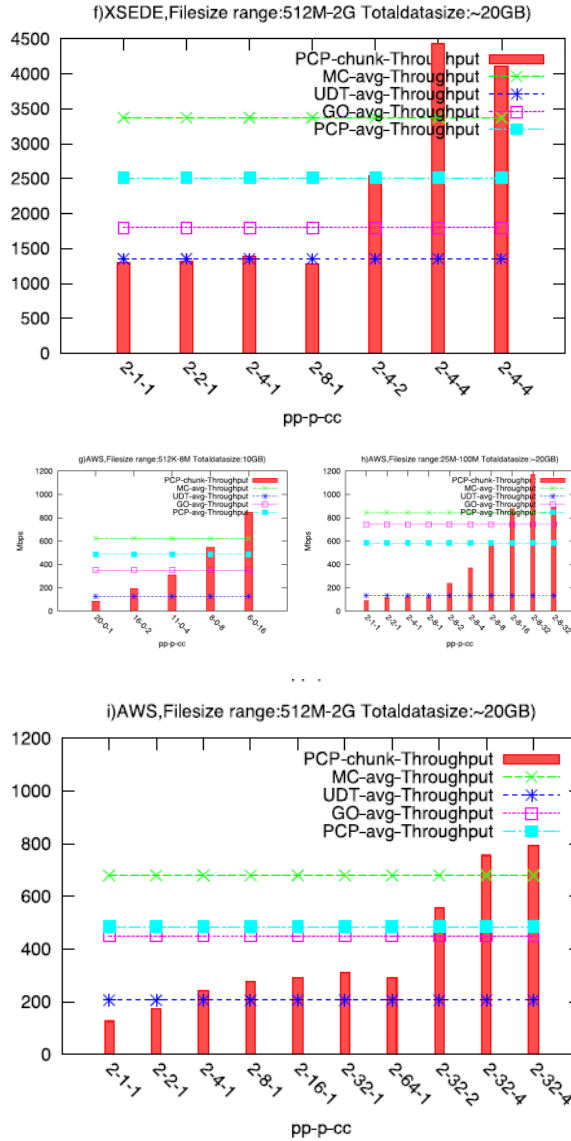 f)XSEDE,Filesize range:512M-2G Totaldatasize:~20GB)
4500
4000
3500
3000
2500
2000
1500
1000
500
0
PCP-chunk-Throughput
MC-avg-Throughput
UDT-avg-Throughput
GO-avg-Throughput
PCP-avg-Throughput
2-1-1 2-2-1 2-4-1 2-8-1 2-4-2 2-4-4 2-4-4
pp-p-cc
g)AWS,Filesize range:512K-8M Totaldatasize:10GB)
1200
1000
800
600
400
200
0
Mbps
PCP-chunk-Throughput
MC-avg-Throughput
UDT-avg-Throughput
GO-avg-Throughput
PCP-avg-Throughput
20-0-1 16-0-2 11-0-4 8-0-8 6-0-16
pp-p-cc
h)AWS,Filesize range:25M-100M Totaldatasize:~20GB)
1200
1000
800
600
400
200
0
Mbps
PCP-chunk-Throughput
MC-avg-Throughput
UDT-avg-Throughput
GO-avg-Throughput
PCP-avg-Throughput
2-1-1 2-2-1 2-4-1 2-8-1 2-8-2 2-8-4 2-8-8 2-8-16 2-8-32 2-8-32
pp-p-cc
. . .
i)AWS,Filesize range:512M-2G Totaldatasize:~20GB)
1200
1000
800
600
400
200
0
PCP-chunk-Throughput
MC-avg-Throughput
UDT-avg-Throughput
GO-avg-Throughput
PCP-avg-Throughput
2-1-1 2-2-1 2-4-1 2-8-1 2-16-1 2-32-1 2-64-1 2-32-2 2-32-4 2-32-4
pp-p-cc